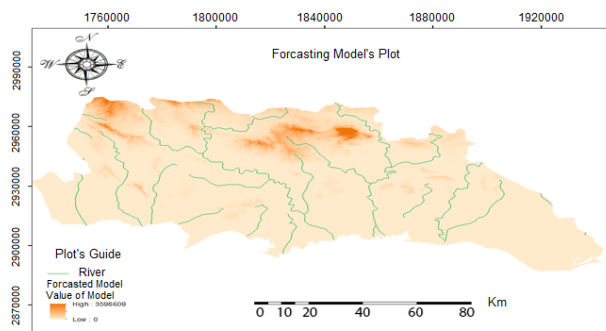 1760000 1800000 1840000 1880000 1920000
Forcasting Model's Plot
N
W E
S
2990000
2960000
2930000
2900000
2870000
Plot's Guide
River
Forcasted Model
Value of Model
High : 3596609
Low : 0
0 10 20 40 60 80 Km